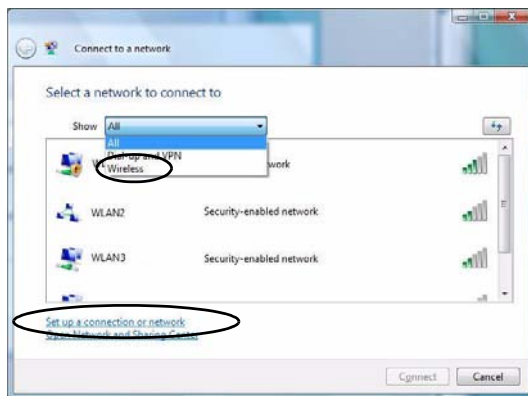 Connect to a network
Select a network to connect to
Show All
All
Dial-up and VPN
Wireless
work
WLAN2 Security-enabled network
WLAN3 Security-enabled network
Set up a connection or network
Open Network and Sharing Center
Connect Cancel